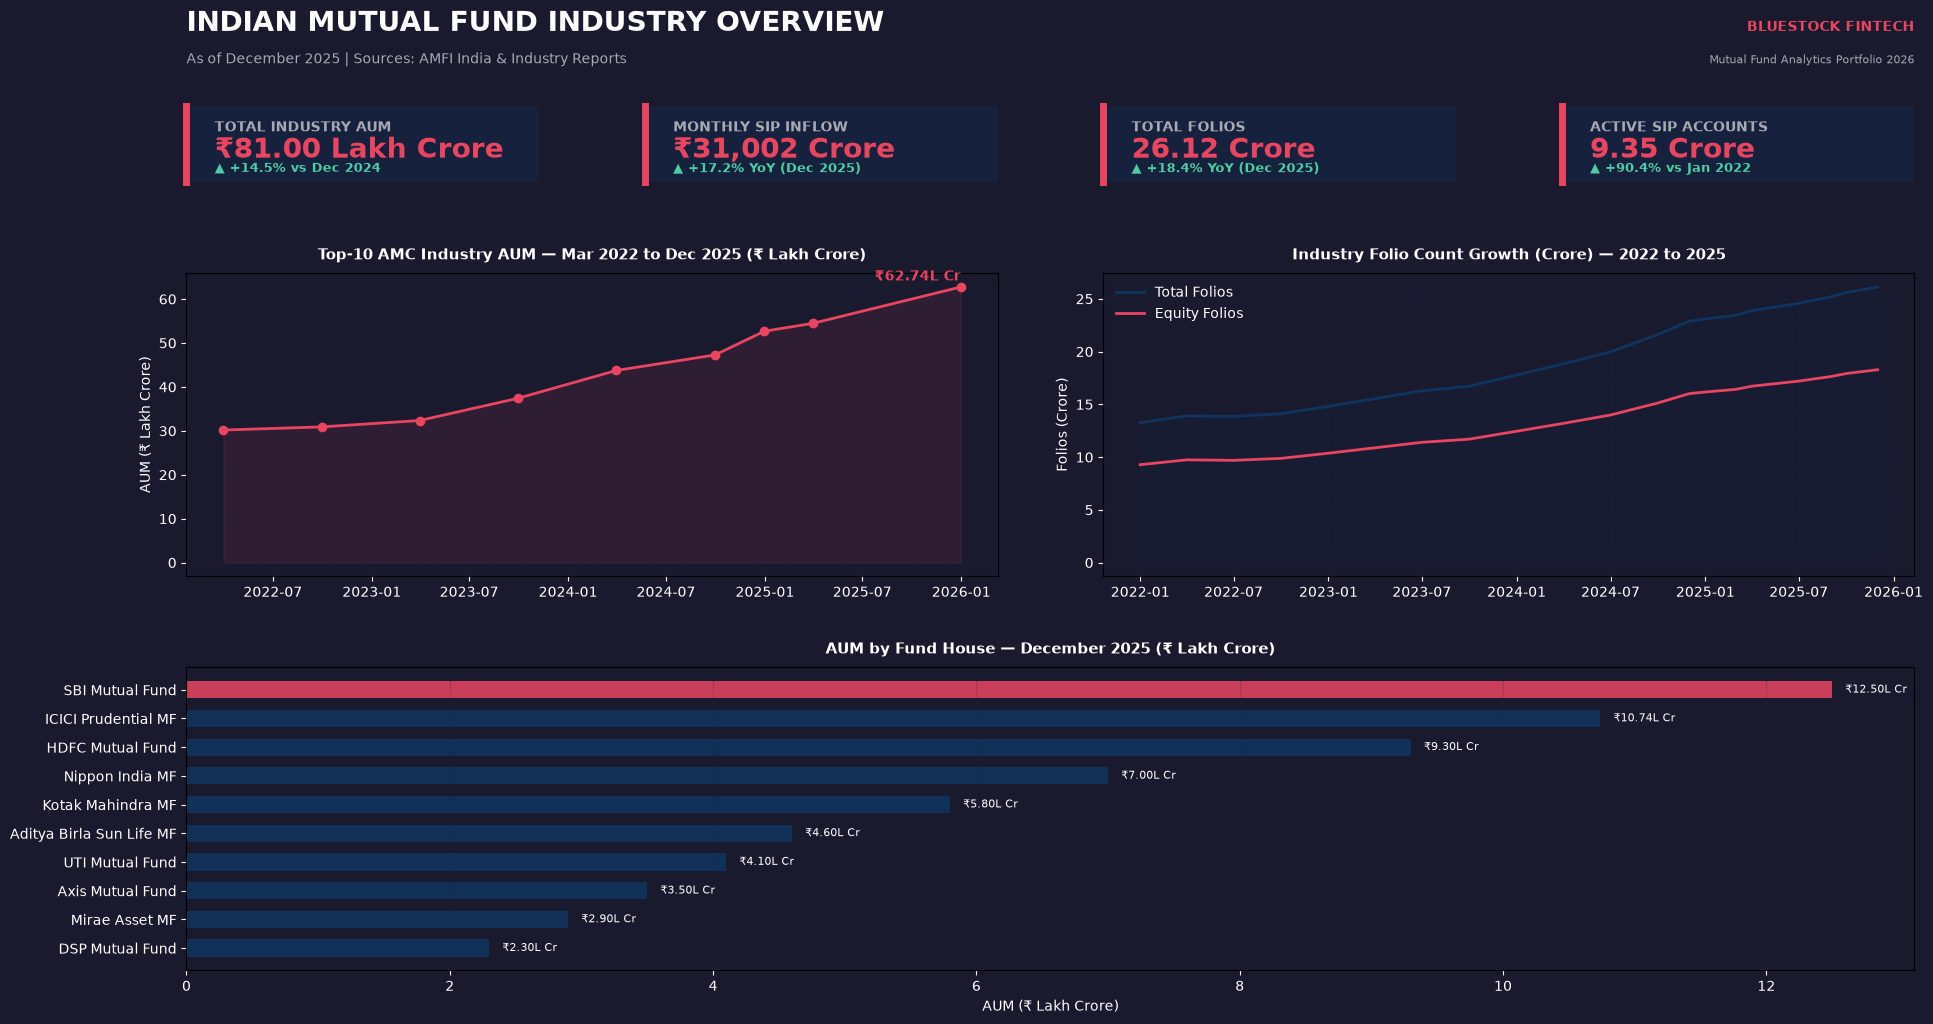 INDIAN MUTUAL FUND INDUSTRY OVERVIEW
BLUESTOCK FINTECH
As of December 2025 | Sources: AMFI India & Industry Reports
Mutual Fund Analytics Portfolio 2026
TOTAL INDUSTRY AUM
₹81.00 Lakh Crore
▲ +14.5% vs Dec 2024
MONTHLY SIP INFLOW
₹31,002 Crore
▲ +17.2% YoY (Dec 2025)
TOTAL FOLIOS
26.12 Crore
▲ +18.4% YoY (Dec 2025)
ACTIVE SIP ACCOUNTS
9.35 Crore
▲ +90.4% vs Jan 2022
Top-10 AMC Industry AUM — Mar 2022 to Dec 2025 (₹ Lakh Crore)
₹62.74L Cr
AUM (₹ Lakh Crore)
60
50
40
30
20
10
0
2022-07 2023-01 2023-07 2024-01 2024-07 2025-01 2025-07 2026-01
Industry Folio Count Growth (Crore) — 2022 to 2025
Total Folios
Equity Folios
Folios (Crore)
25
20
15
10
5
0
2022-01 2022-07 2023-01 2023-07 2024-01 2024-07 2025-01 2025-07 2026-01
AUM by Fund House — December 2025 (₹ Lakh Crore)
SBI Mutual Fund ₹12.50L Cr
ICICI Prudential MF ₹10.74L Cr
HDFC Mutual Fund ₹9.30L Cr
Nippon India MF ₹7.00L Cr
Kotak Mahindra MF ₹5.80L Cr
Aditya Birla Sun Life MF ₹4.60L Cr
UTI Mutual Fund ₹4.10L Cr
Axis Mutual Fund ₹3.50L Cr
Mirae Asset MF ₹2.90L Cr
DSP Mutual Fund ₹2.30L Cr
0 2 4 6 8 10 12
AUM (₹ Lakh Crore)